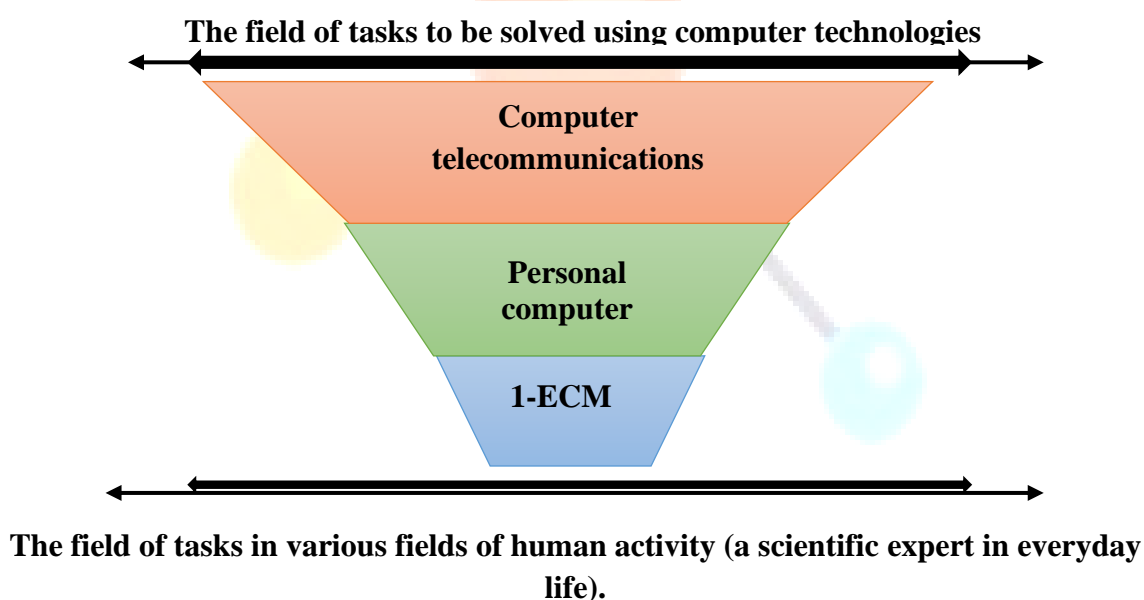 The field of tasks to be solved using computer technologies
Computer
telecommunications
Personal
computer
1-ECM
The field of tasks in various fields of human activity (a scientific expert in everyday
life).